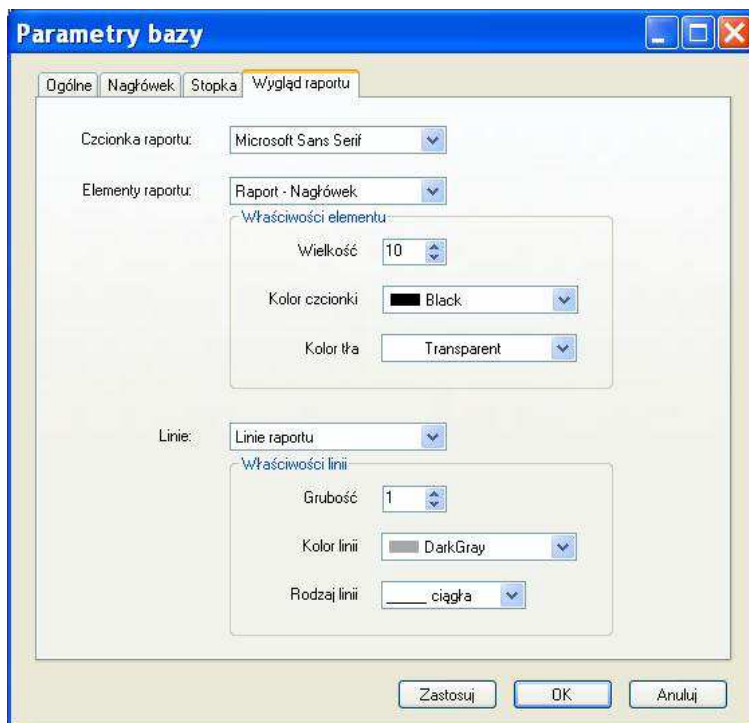 Parametry bazy
Ogólne Nagłówek Stopka Wygląd raportu
Czcionka raportu: Microsoft Sans Serif
Elementy raportu: Raport - Nagłówek
Właściwości elementu
Wielkość 10
Kolor czcionki Black
Kolor tła Transparent
Linie: Linie raportu
Właściwości linii
Grubość 1
Kolor linii DarkGray
Rodzaj linii ciągła
Zastosuj OK Anuluj